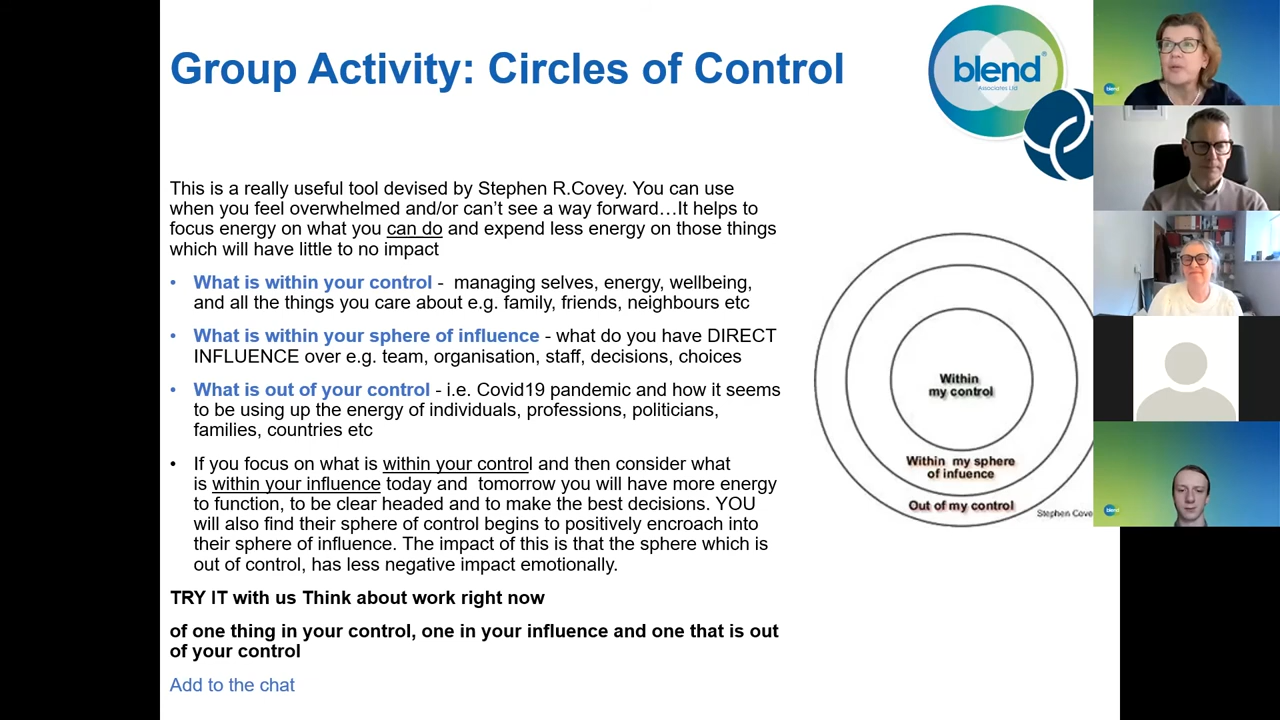 Group Activity: Circles of Control
blend®
Associates Ltd
This is a really useful tool devised by Stephen R.Covey. You can use
when you feel overwhelmed and/or can't see a way forward…It helps to
focus energy on what you can do and expend less energy on those things
which will have little to no impact
• What is within your control - managing selves, energy, wellbeing,
and all the things you care about e.g. family, friends, neighbours etc
• What is within your sphere of influence - what do you have DIRECT
INFLUENCE over e.g. team, organisation, staff, decisions, choices
• What is out of your control - i.e. Covid19 pandemic and how it seems
to be using up the energy of individuals, professions, politicians,
families, countries etc
• If you focus on what is within your control and then consider what
is within your influence today and tomorrow you will have more energy
to function, to be clear headed and to make the best decisions. YOU
will also find their sphere of control begins to positively encroach into
their sphere of influence. The impact of this is that the sphere which is
out of control, has less negative impact emotionally.
TRY IT with us Think about work right now
of one thing in your control, one in your influence and one that is out
of your control
Add to the chat
Within
my control
Within my sphere
of infuence
Out of my control
Stephen Cove
blend
blend